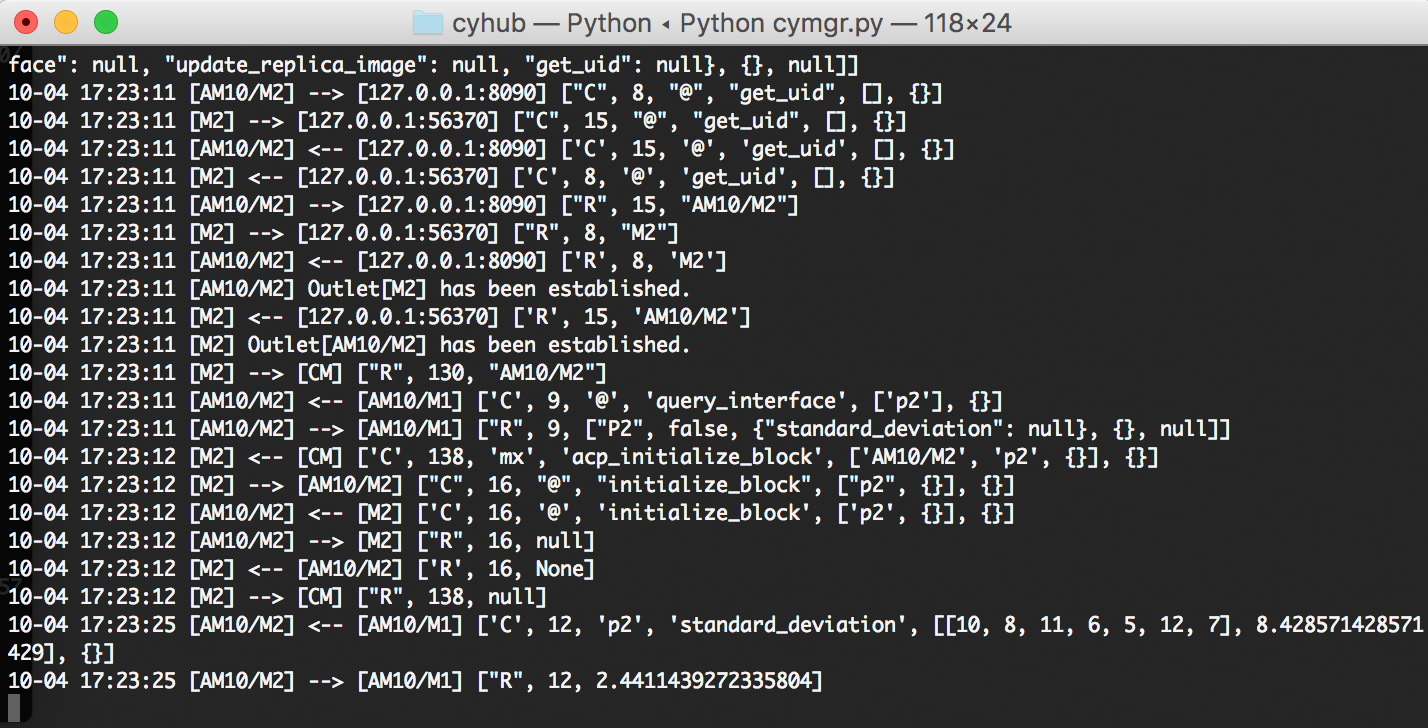 cyhub — Python ◂ Python cymgr.py — 118×24
face": null, "update_replica_image": null, "get_uid": null}, {}, null]]
10-04 17:23:11 [AM10/M2] --> [127.0.0.1:8090] ["C", 8, "@", "get_uid", [], {}]
10-04 17:23:11 [M2] --> [127.0.0.1:56370] ["C", 15, "@", "get_uid", [], {}]
10-04 17:23:11 [AM10/M2] <-- [127.0.0.1:8090] ['C', 15, '@', 'get_uid', [], {}]
10-04 17:23:11 [M2] <-- [127.0.0.1:56370] ['C', 8, '@', 'get_uid', [], {}]
10-04 17:23:11 [AM10/M2] --> [127.0.0.1:8090] ["R", 15, "AM10/M2"]
10-04 17:23:11 [M2] --> [127.0.0.1:56370] ["R", 8, "M2"]
10-04 17:23:11 [AM10/M2] <-- [127.0.0.1:8090] ['R', 8, 'M2']
10-04 17:23:11 [AM10/M2] Outlet[M2] has been established.
10-04 17:23:11 [M2] <-- [127.0.0.1:56370] ['R', 15, 'AM10/M2']
10-04 17:23:11 [M2] Outlet[AM10/M2] has been established.
10-04 17:23:11 [M2] --> [CM] ["R", 130, "AM10/M2"]
10-04 17:23:11 [AM10/M2] <-- [AM10/M1] ['C', 9, '@', 'query_interface', ['p2'], {}]
10-04 17:23:11 [AM10/M2] --> [AM10/M1] ["R", 9, ["P2", false, {"standard_deviation": null}, {}, null]]
10-04 17:23:12 [M2] <-- [CM] ['C', 138, 'mx', 'acp_initialize_block', ['AM10/M2', 'p2', {}], {}]
10-04 17:23:12 [M2] --> [AM10/M2] ["C", 16, "@", "initialize_block", ["p2", {}], {}]
10-04 17:23:12 [AM10/M2] <-- [M2] ['C', 16, '@', 'initialize_block', ['p2', {}], {}]
10-04 17:23:12 [AM10/M2] --> [M2] ["R", 16, null]
10-04 17:23:12 [M2] <-- [AM10/M2] ['R', 16, None]
10-04 17:23:12 [M2] --> [CM] ["R", 138, null]
10-04 17:23:25 [AM10/M2] <-- [AM10/M1] ['C', 12, 'p2', 'standard_deviation', [[10, 8, 11, 6, 5, 12, 7], 8.428571428571
429], {}]
10-04 17:23:25 [AM10/M2] --> [AM10/M1] ["R", 12, 2.4411439272335804]